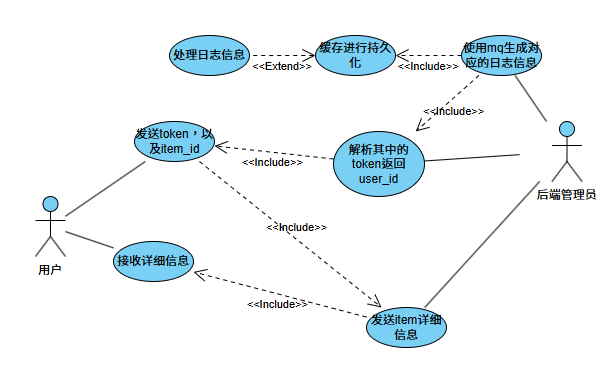 处理日志信息
<<Extend>>
缓存进行持久
化
<<Include>>
使用mq生成对
应的日志信息
<<Include>>
发送token，以
及item_id
<<Include>>
解析其中的
token返回
user_id
后端管理员
<<Include>>
用户
接收详细信息
<<Include>>
发送item详细
信息